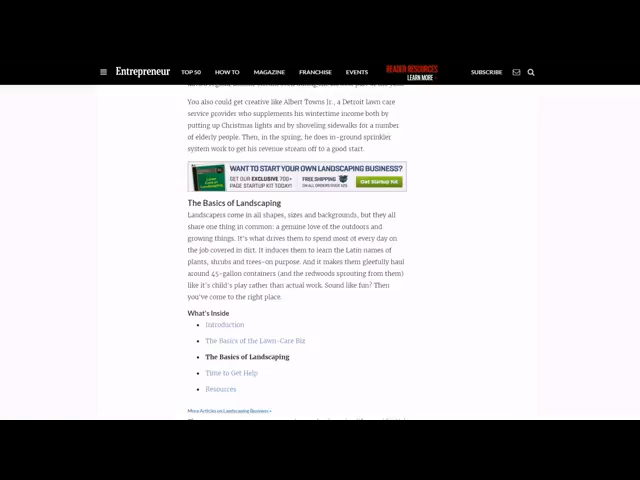 Entrepreneur TOP 50 HOW TO MAGAZINE FRANCHISE EVENTS READER RESOURCES LEARN MORE SUBSCRIBE
You also could get creative like Albert Towns Jr., a Detroit lawn care
service provider who supplements his wintertime income both by
putting up Christmas lights and by shoveling sidewalks for a number
of elderly people. Then, in the spring, he does in-ground sprinkler
system work to get his revenue stream off to a good start.
WANT TO START YOUR OWN LANDSCAPING BUSINESS?
GET OUR EXCLUSIVE 700+
PAGE STARTUP KIT TODAY!
FREE SHIPPING
ON ALL ORDERS OVER $25
Get Startup Kit
The Basics of Landscaping
Landscapers come in all shapes, sizes and backgrounds, but they all
share one thing in common: a genuine love of the outdoors and
growing things. It's what drives them to spend most of every day on
the job covered in dirt. It induces them to learn the Latin names of
plants, shrubs and trees-on purpose. And it makes them gleefully haul
around 45-gallon containers (and the redwoods sprouting from them)
like it's child's play rather than actual work. Sound like fun? Then
you've come to the right place.
What's Inside
• Introduction
• The Basics of the Lawn-Care Biz
• The Basics of Landscaping
• Time to Get Help
• Resources
More Articles on Landscaping Business »